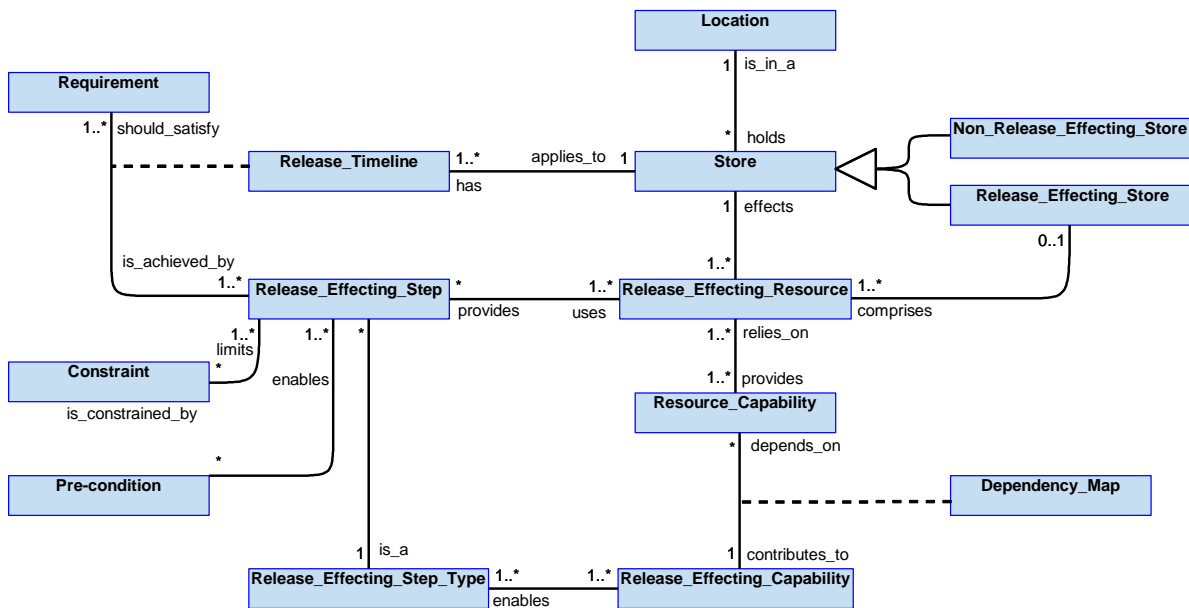 Location
1
is_in_a
Requirement
1..*
should_satisfy
*
holds
Non_Release_Effecting_Store
Release_Timeline
1..*
has
applies_to
1
Store
Release_Effecting_Store
1
effects
0..1
is_achieved_by
1..*
1..*
Release_Effecting_Step
*
provides
1..*
uses
Release_Effecting_Resource
1..*
comprises
1..*
limits
1..*
enables
*
1..*
relies_on
Constraint
*
is_constrained_by
1..*
provides
Resource_Capability
*
depends_on
*
Pre-condition
Dependency_Map
1
is_a
1
contributes_to
Release_Effecting_Step_Type
1..*
enables
1..*
Release_Effecting_Capability